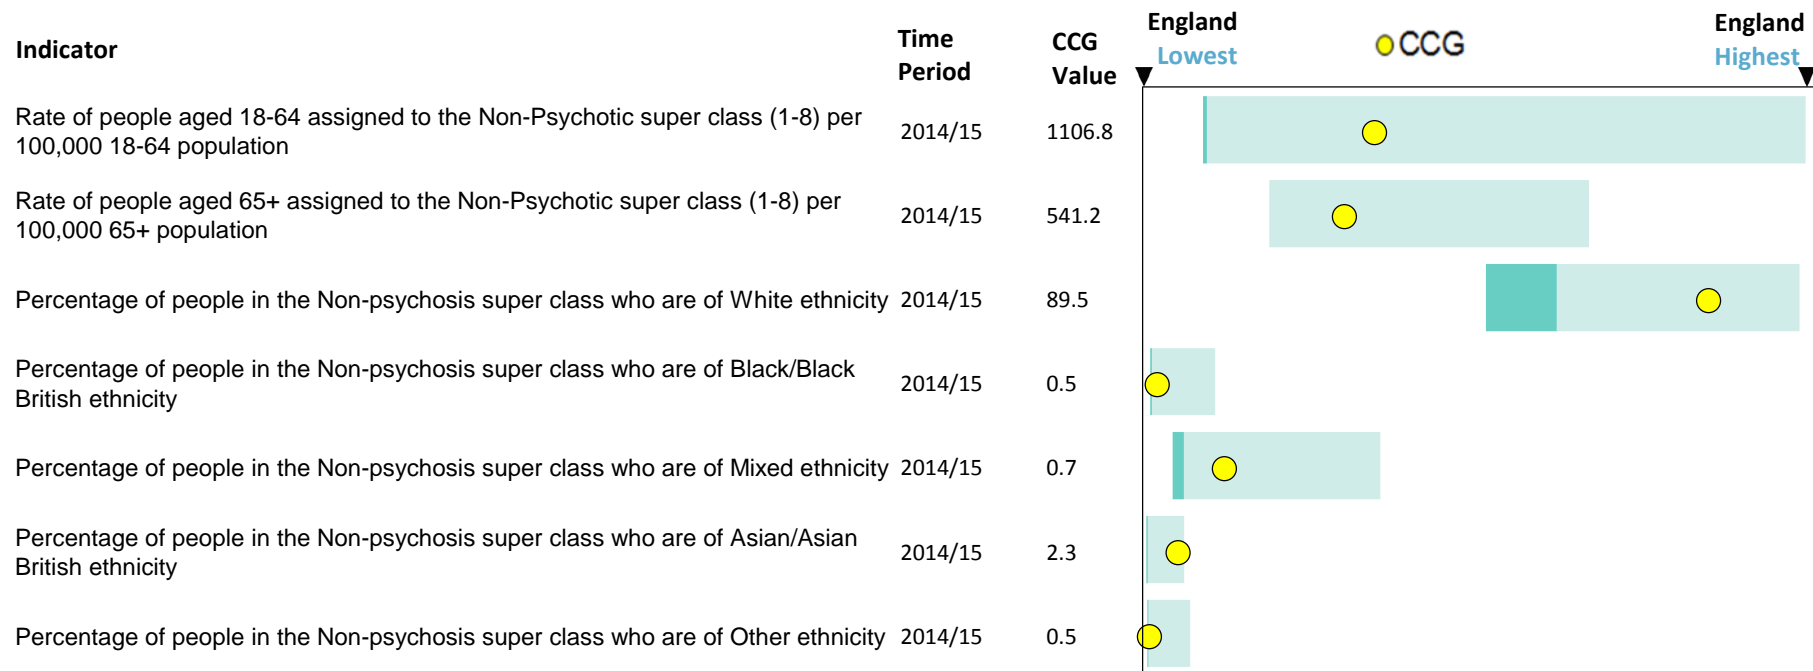 Indicator
Time Period
CCG Value
England Lowest
CCG
England Highest
Rate of people aged 18-64 assigned to the Non-Psychotic super class (1-8) per
100,000 18-64 population
2014/15
1106.8
Rate of people aged 65+ assigned to the Non-Psychotic super class (1-8) per
100,000 65+ population
2014/15
541.2
Percentage of people in the Non-psychosis super class who are of White ethnicity
2014/15
89.5
Percentage of people in the Non-psychosis super class who are of Black/Black
British ethnicity
2014/15
0.5
Percentage of people in the Non-psychosis super class who are of Mixed ethnicity
2014/15
0.7
Percentage of people in the Non-psychosis super class who are of Asian/Asian
British ethnicity
2014/15
2.3
Percentage of people in the Non-psychosis super class who are of Other ethnicity
2014/15
0.5